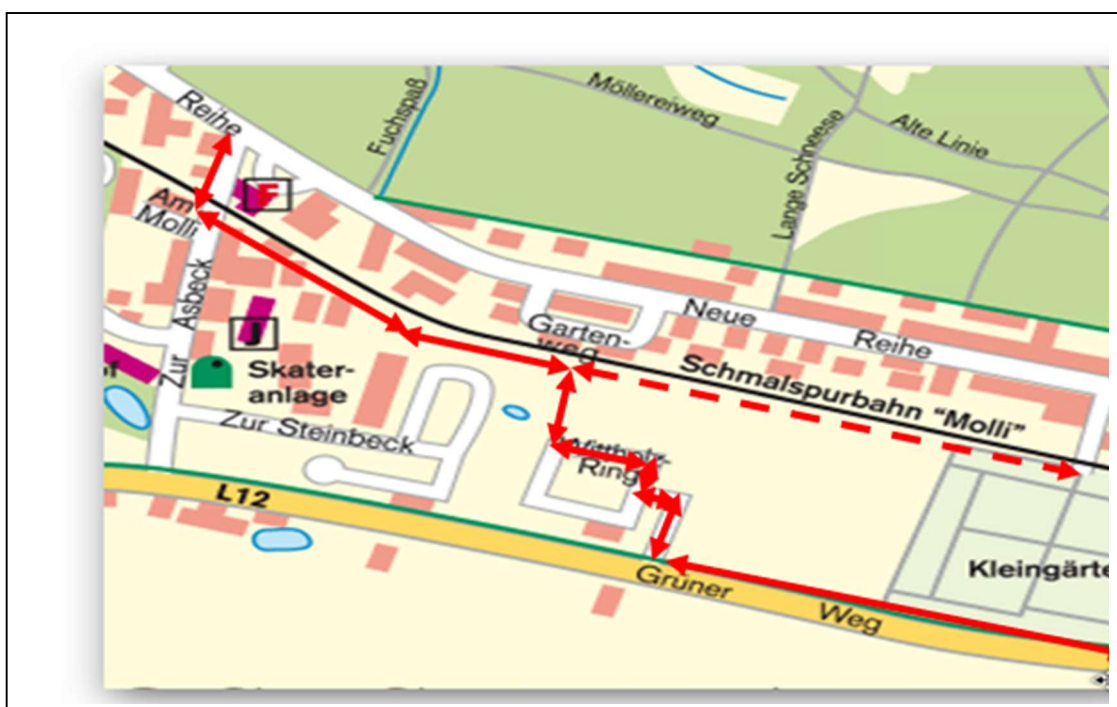 Reihe
Fuchspaß
Möllereiweg
Lange Schneese
Alte Linie
F
Am
Molli
Zur Asbeck
J
Skater-
anlage
Garten-
weg
Neue
Reihe
Schmalspurbahn "Molli"
Zur Steinbeck
Ring
L12
Grüner
Weg
Kleingärte